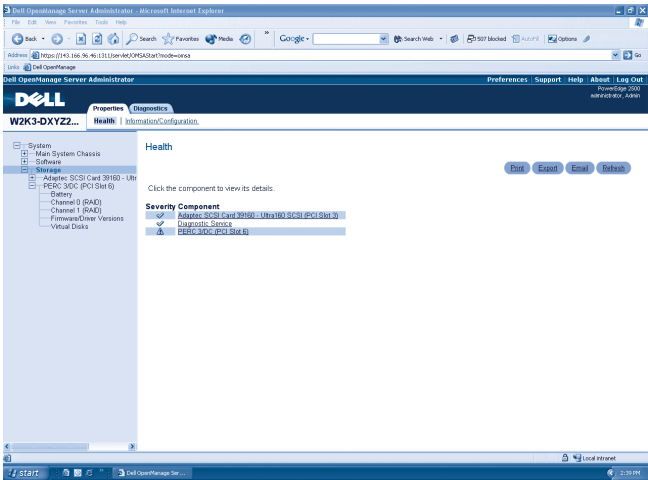 Dell OpenManage Server Administrator - Microsoft Internet Explorer
File Edit View Favorites Tools Help
Back Search Favorites Media » Google Search Web 507 blocked AutoFill Options
Address https://143.166.96.46:1311/servlet/OMSAStart?mode=omsa Go
Links Dell OpenManage
Dell OpenManage Server Administrator Preferences | Support | Help | About | Log Out
PowerEdge 2500
administrator, Admin
DELL
Properties Diagnostics
W2K3-DXYZ2... Health | Information/Configuration
System
Main System Chassis
Software
Storage
Adaptec SCSI Card 39160 - Ultr
PERC 3/DC (PCI Slot 6)
Battery
Channel 0 (RAID)
Channel 1 (RAID)
Firmware/Driver Versions
Virtual Disks
Health
Print Export Email Refresh
Click the component to view its details.
Severity Component
Adaptec SCSI Card 39160 - Ultra160 SCSI (PCI Slot 3)
Diagnostic Service
PERC 3/DC (PCI Slot 6)
Local intranet
start » Dell OpenManage Ser... 2:39 PM